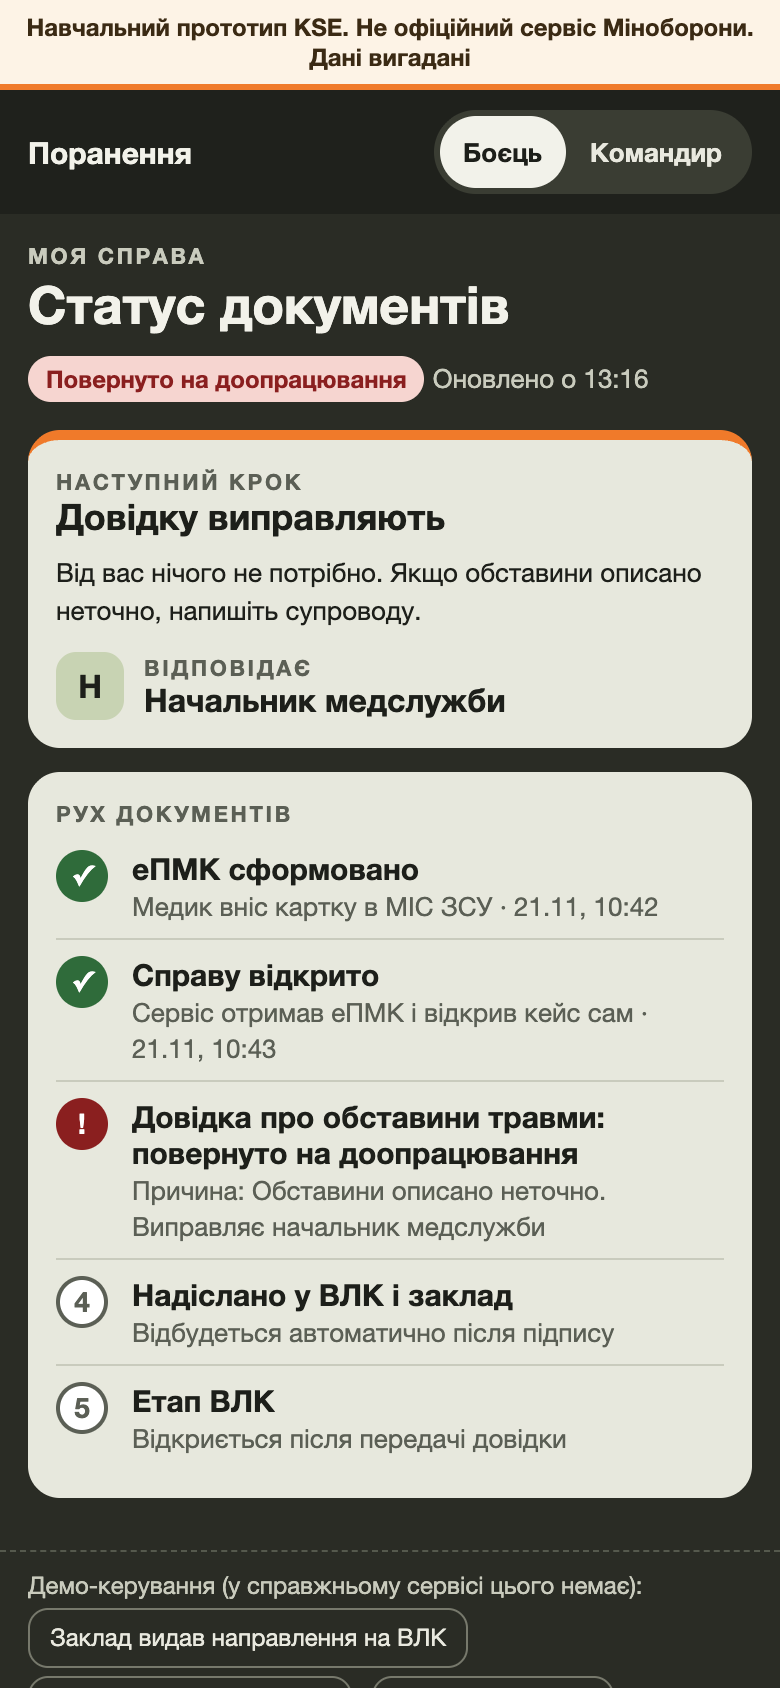 Навчальний прототип KSE. Не офіційний сервіс Міноборони.
Дані вигадані
Поранення
Боєць
Командир
МОЯ СПРАВА
Статус документів
Повернуто на доопрацювання
Оновлено о 13:16
НАСТУПНИЙ КРОК
Довідку виправляють
Від вас нічого не потрібно. Якщо обставини описано
неточно, напишіть супроводу.
Н
ВІДПОВІДАЄ
Начальник медслужби
РУХ ДОКУМЕНТІВ
✓
еПМК сформовано
Медик вніс картку в МІС ЗСУ · 21.11, 10:42
✓
Справу відкрито
Сервіс отримав еПМК і відкрив кейс сам ·
21.11, 10:43
!
Довідка про обставини травми:
повернуто на доопрацювання
Причина: Обставини описано неточно.
Виправляє начальник медслужби
4
Надіслано у ВЛК і заклад
Відбудеться автоматично після підпису
5
Етап ВЛК
Відкриється після передачі довідки
Демо-керування (у справжньому сервісі цього немає):
Заклад видав направлення на ВЛК